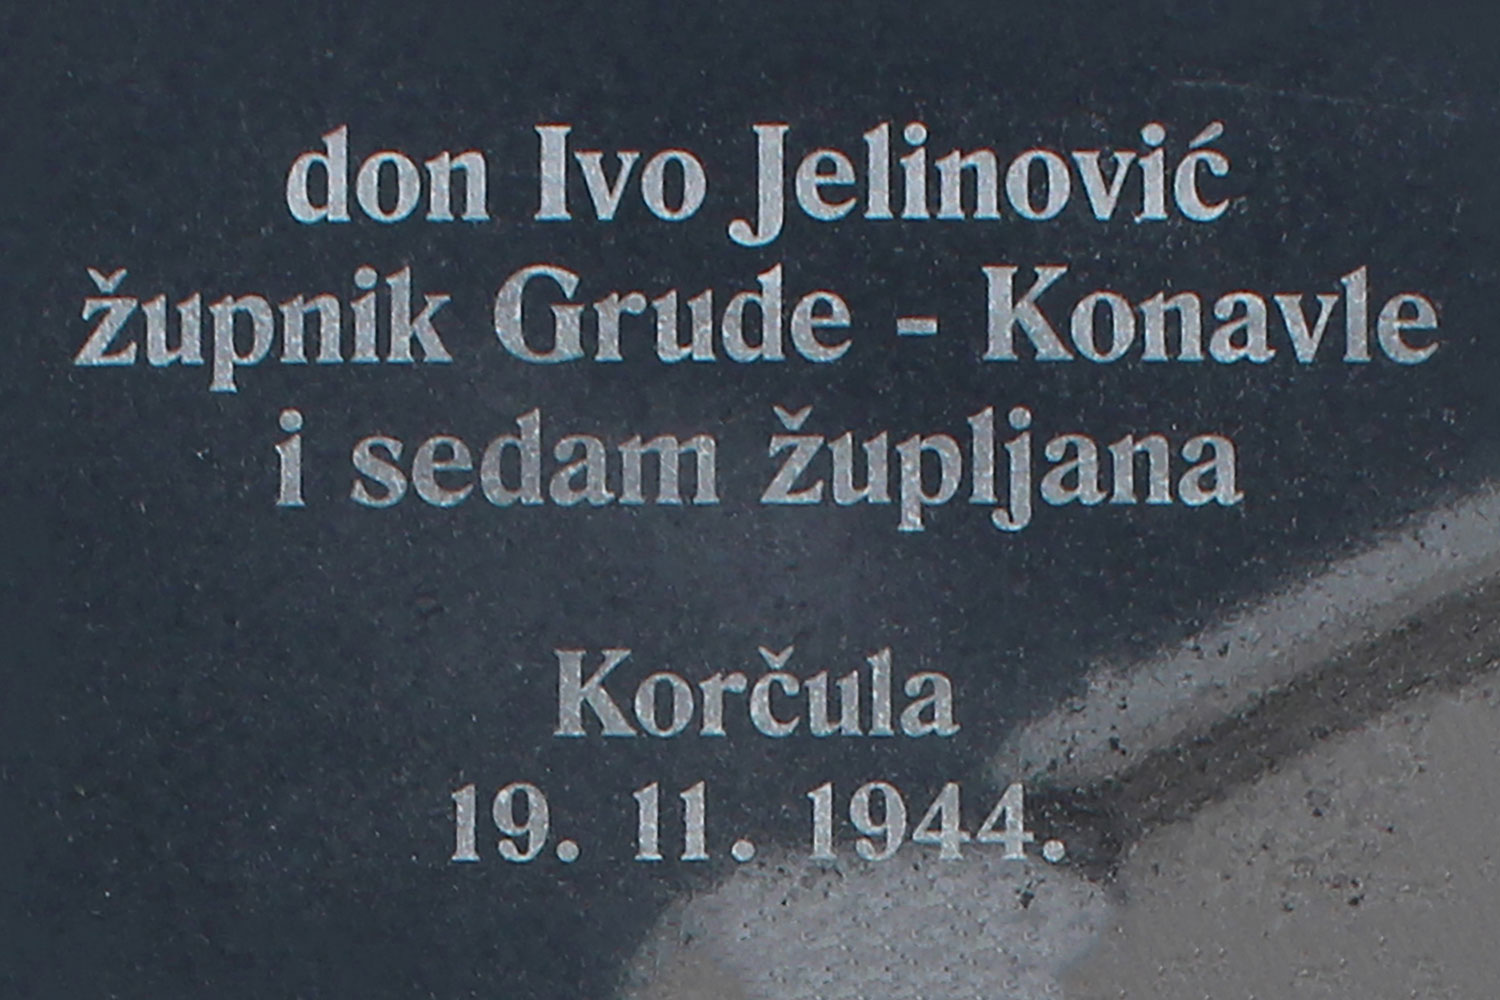 don Ivo Jelinović
župnik Grude - Konavle
i sedam župljana
Korčula
19. 11. 1944.